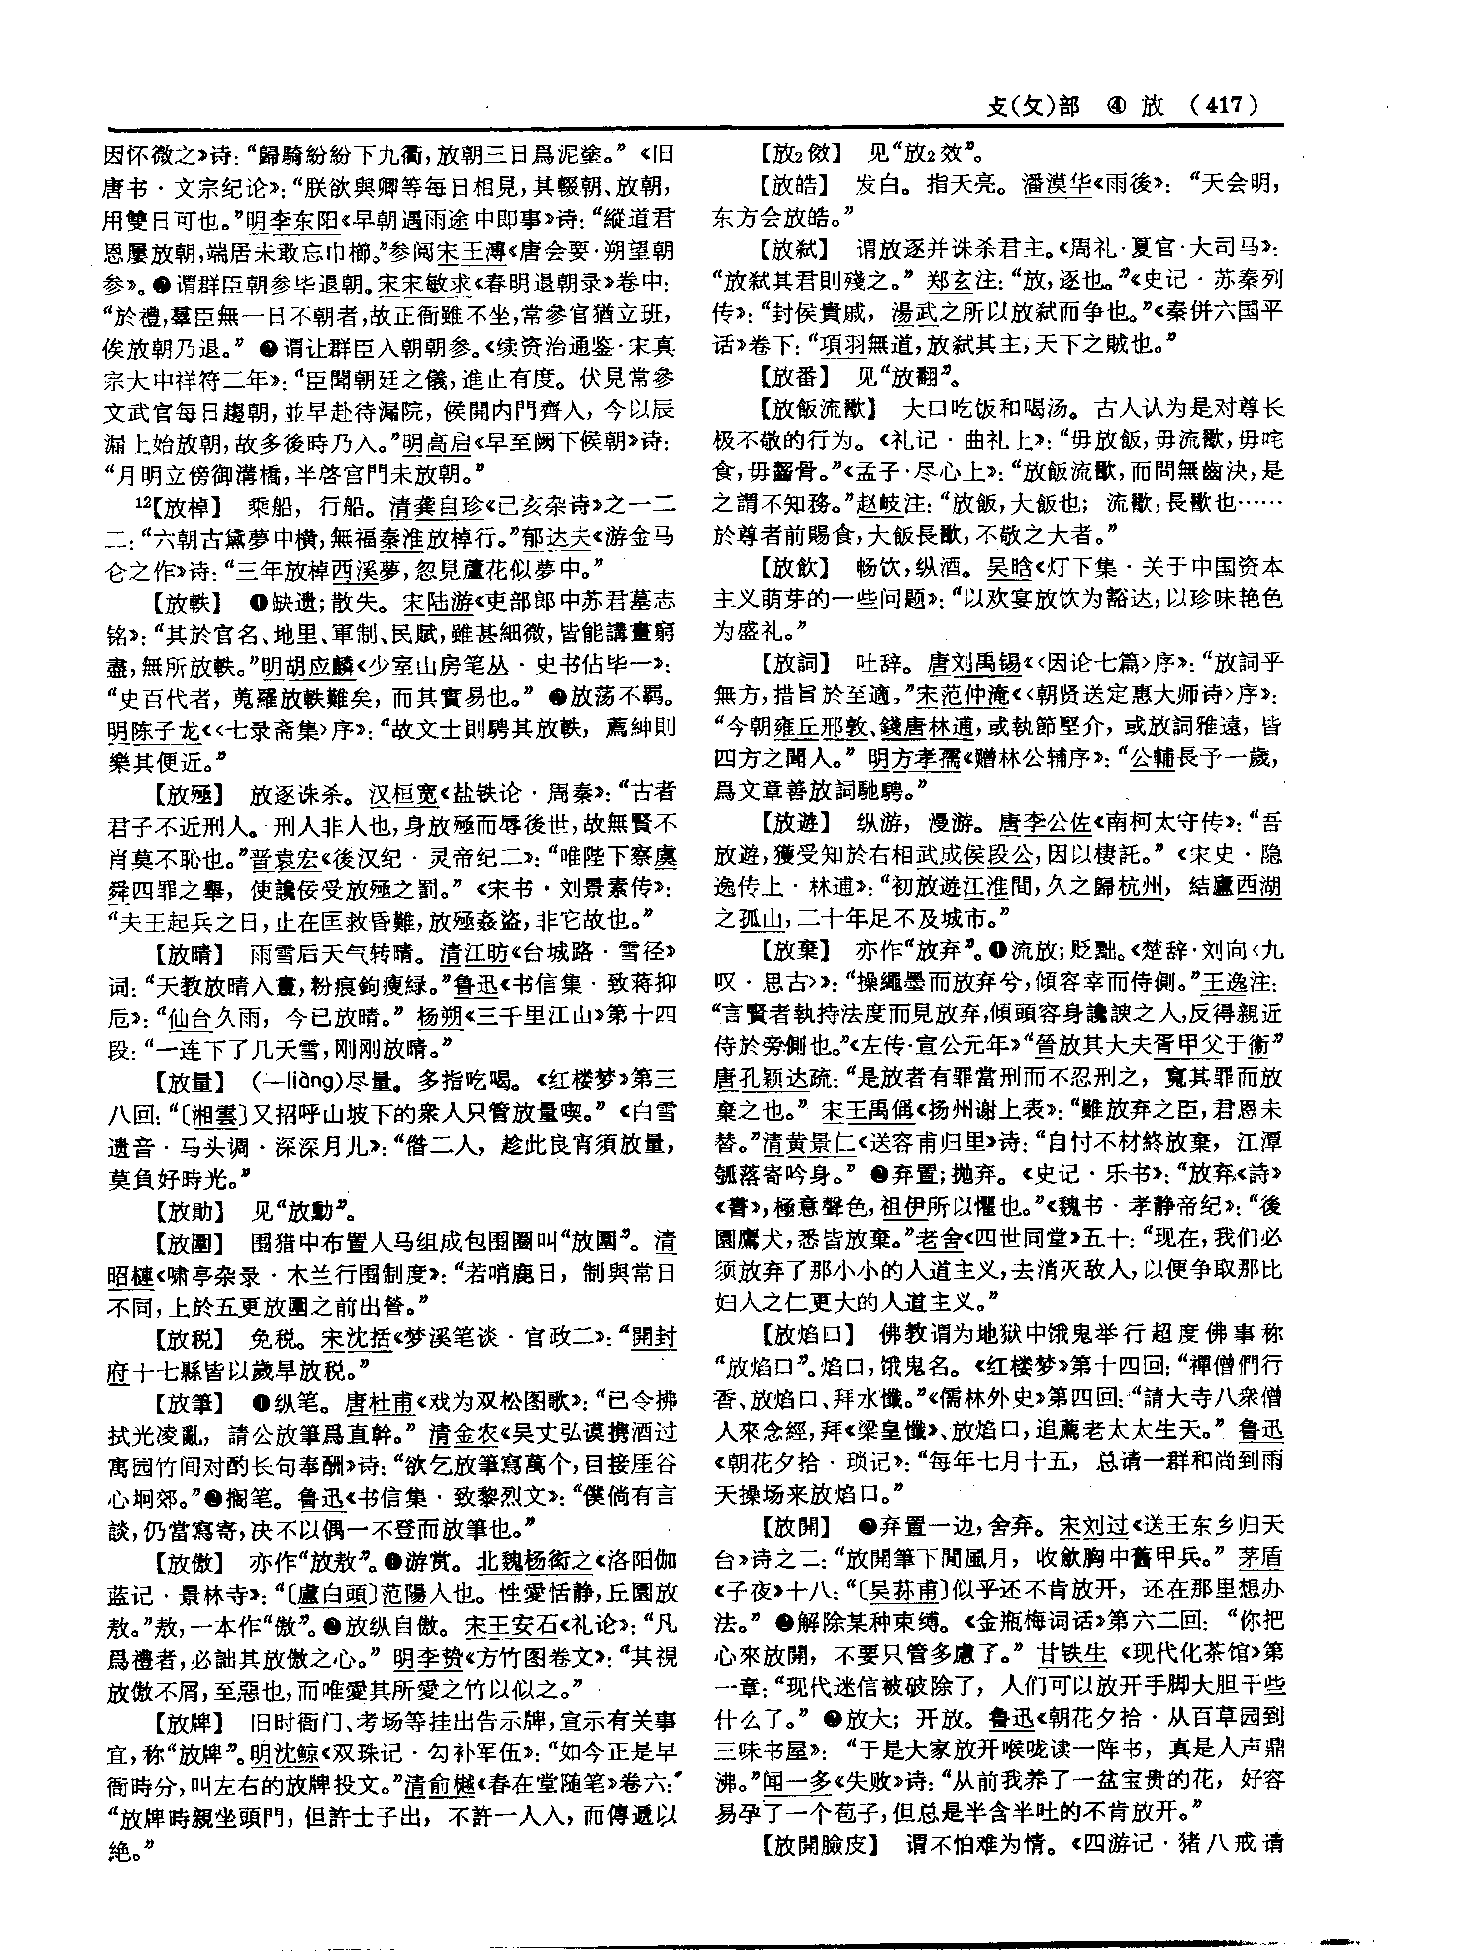 攴(攵)部 ④ 放 (417)
因怀微之》诗：“歸騎紛紛下九衢，放朝三日爲泥塗。”《旧
唐书·文宗纪论》：“朕欲與卿等每日相見，其輟朝、放朝，
用雙日可也。”明李东阳《早朝遇雨途中即事》诗：“縱道君
恩屢放朝，端居未敢忘巾櫛。”参阅宋王溥《唐会要·朔望朝
参》。❷谓群臣朝参毕退朝。宋宋敏求《春明退朝录》卷中：
“於禮，羣臣無一日不朝者，故正衙雖不坐，常參官猶立班，
俟放朝乃退。” ❸谓让群臣入朝朝参。《续资治通鉴·宋真
宗大中祥符二年》：“臣聞朝廷之儀，進止有度。伏見常參
文武官每日趨朝，並早赴待漏院，候開内門齊入，今以辰
漏上始放朝，故多後時乃入。”明高启《早至阙下候朝》诗：
“月明立傍御溝橋，半啓宫門未放朝。”
12【放棹】 乘船，行船。清龚自珍《己亥杂诗》之一二
二：“六朝古黛夢中横，無福秦淮放棹行。”郁达夫《游金马
仑之作》诗：“三年放棹西溪夢，忽見蘆花似夢中。”
【放軼】 ❶缺遗；散失。宋陆游《吏部郎中苏君墓志
铭》：“其於官名、地里、軍制、民賦，雖甚細微，皆能講畫窮
盡，無所放軼。”明胡应麟《少室山房笔丛·史书佔毕一》：
“史百代者，蒐羅放軼難矣，而其實易也。” ❷放荡不羁。
明陈子龙《〈七录斋集〉序》：“故文士則騁其放軼，薦紳則
樂其便近。”
【放殛】 放逐诛杀。汉桓宽《盐铁论·周秦》：“古者
君子不近刑人。刑人非人也，身放殛而辱後世，故無賢不
肖莫不恥也。”晋袁宏《後汉纪·灵帝纪二》：“唯陛下察虞
舜四罪之舉，使讒佞受放殛之罰。”《宋书·刘景素传》：
“夫王起兵之日，止在匡救昏難，放殛姦盜，非它故也。”
【放晴】 雨雪后天气转晴。清江昉《台城路·雪径》
词：“天教放晴入畫，粉痕鉤瘦緑。”鲁迅《书信集·致蒋抑
卮》：“仙台久雨，今已放晴。”杨朔《三千里江山》第十四
段：“一连下了几天雪，刚刚放晴。”
【放量】 (—liàng)尽量。多指吃喝。《红楼梦》第三
八回：“〔湘雲〕又招呼山坡下的衆人只管放量喫。”《白雪
遗音·马头调·深深月儿》：“偺二人，趁此良宵須放量，
莫負好時光。”
【放勛】 见“放勳”。
【放圍】 围猎中布置人马组成包围圈叫“放圍”。清
昭槤《啸亭杂录·木兰行围制度》：“若哨鹿日，制與常日
不同，上於五更放圍之前出營。”
【放税】 免税。宋沈括《梦溪笔谈·官政二》：“開封
府十七縣皆以歲旱放税。”
【放筆】 ❶纵笔。唐杜甫《戏为双松图歌》：“已令拂
拭光凌亂，請公放筆爲直幹。”清金农《吴丈弘谟携酒过
寓园竹间对酌长句奉酬》诗：“欲乞放筆寫萬个，目接厓谷
心坰郊。”❷搁笔。鲁迅《书信集·致黎烈文》：“僕倘有言
談，仍當寫寄，决不以偶一不登而放筆也。”
【放傲】 亦作“放敖”。❶游赏。北魏杨衒之《洛阳伽
蓝记·景林寺》：“〔盧白頭〕范陽人也。性愛恬静，丘園放
敖。”敖，一本作“傲”。❷放纵自傲。宋王安石《礼论》：“凡
爲禮者，必詘其放傲之心。”明李贽《方竹图卷文》：“其視
放傲不屑，至惡也，而唯愛其所愛之竹以似之。”
【放牌】 旧时衙门、考场等挂出告示牌，宣示有关事
宜，称“放牌”。明沈鲸《双珠记·勾补军伍》：“如今正是早
衙時分，叫左右的放牌投文。”清俞樾《春在堂随笔》卷六：
“放牌時親坐頭門，但許士子出，不許一人入，而傳遞以
絶。”
【放₂傚】 见“放₂效”。
【放皓】 发白。指天亮。潘漠华《雨後》：“天会明，
东方会放皓。”
【放弑】 谓放逐并诛杀君主。《周礼·夏官·大司马》：
“放弑其君則殘之。”郑玄注：“放，逐也。”《史记·苏秦列
传》：“封侯貴戚，湯武之所以放弑而争也。”《秦併六国平
话》卷下：“項羽無道，放弑其主，天下之賊也。”
【放番】 见“放翻”。
【放飯流歠】 大口吃饭和喝汤。古人认为是对尊长
极不敬的行为。《礼记·曲礼上》：“毋放飯，毋流歠，毋咤
食，毋齧骨。”《孟子·尽心上》：“放飯流歠，而問無齒決，是
之謂不知務。”赵岐注：“放飯，大飯也；流歠，長歠也……
於尊者前賜食，大飯長歠，不敬之大者。”
【放飲】 畅饮，纵酒。吴晗《灯下集·关于中国资本
主义萌芽的一些问题》：“以欢宴放饮为豁达，以珍味艳色
为盛礼。”
【放詞】 吐辞。唐刘禹锡《〈因论七篇〉序》：“放詞乎
無方，措旨於至適。”宋范仲淹《〈朝贤送定惠大师诗〉序》：
“今朝雍丘邢敦、錢唐林逋，或執節堅介，或放詞雅遠，皆
四方之聞人。”明方孝孺《赠林公辅序》：“公輔長予一歲，
爲文章善放詞馳騁。”
【放遊】 纵游，漫游。唐李公佐《南柯太守传》：“吾
放遊，獲受知於右相武成侯段公，因以棲託。”《宋史·隐
逸传上·林逋》：“初放遊江淮間，久之歸杭州，結廬西湖
之孤山，二十年足不及城市。”
【放棄】 亦作“放弃”。❶流放；贬黜。《楚辞·刘向〈九
叹·思古〉》：“操繩墨而放弃兮，傾容幸而侍側。”王逸注：
“言賢者執持法度而見放弃，傾頭容身讒諛之人，反得親近
侍於旁側也。”《左传·宣公元年》“晉放其大夫胥甲父于衛”
唐孔颖达疏：“是放者有罪當刑而不忍刑之，寬其罪而放
棄之也。”宋王禹偁《扬州谢上表》：“雖放弃之臣，君恩未
替。”清黄景仁《送容甫归里》诗：“自忖不材終放棄，江潭
瓠落寄吟身。” ❷弃置；抛弃。《史记·乐书》：“放弃《詩》
《書》，極意聲色，祖伊所以懼也。”《魏书·孝静帝纪》：“後
園鷹犬，悉皆放棄。”老舍《四世同堂》五十：“现在，我们必
须放弃了那小小的人道主义，去消灭敌人，以便争取那比
妇人之仁更大的人道主义。”
【放焰口】 佛教谓为地狱中饿鬼举行超度佛事称
“放焰口”。焰口，饿鬼名。《红楼梦》第十四回：“禪僧們行
香、放焰口、拜水懺。”《儒林外史》第四回：“請大寺八衆僧
人來念經，拜《梁皇懺》、放焰口，追薦老太太生天。”鲁迅
《朝花夕拾·琐记》：“每年七月十五，总请一群和尚到雨
天操场来放焰口。”
【放開】 ❶弃置一边，舍弃。宋刘过《送王东乡归天
台》诗之二：“放開筆下閒風月，收斂胸中舊甲兵。”茅盾
《子夜》十八：“〔吴荪甫〕似乎还不肯放开，还在那里想办
法。” ❷解除某种束缚。《金瓶梅词话》第六二回：“你把
心來放開，不要只管多慮了。”甘铁生《现代化茶馆》第
一章：“现代迷信被破除了，人们可以放开手脚大胆干些
什么了。” ❸放大；开放。鲁迅《朝花夕拾·从百草园到
三味书屋》：“于是大家放开喉咙读一阵书，真是人声鼎
沸。”闻一多《失败》诗：“从前我养了一盆宝贵的花，好容
易孕了一个苞子，但总是半含半吐的不肯放开。”
【放開臉皮】 谓不怕难为情。《四游记·猪八戒请